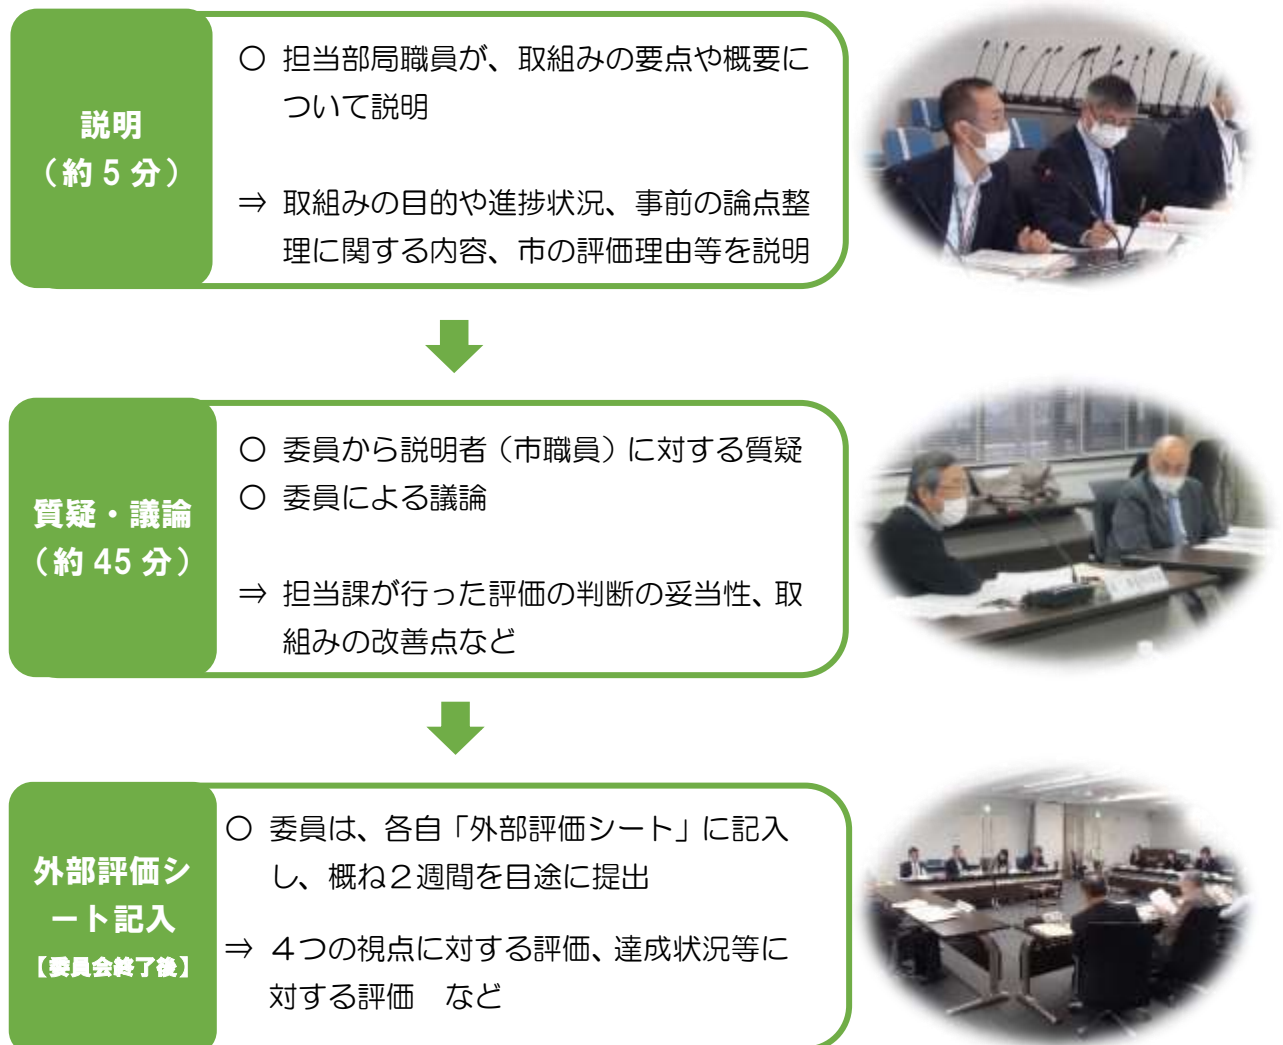 説明
（約 5 分）
〇 担当部局職員が、取組みの要点や概要に
ついて説明
⇒ 取組みの目的や進捗状況、事前の論点整
理に関する内容、市の評価理由等を説明
質疑・議論
（約 45 分）
〇 委員から説明者（市職員）に対する質疑
〇 委員による議論
⇒ 担当課が行った評価の判断の妥当性、取
組みの改善点など
外部評価シ
ート記入
【委員会終了後】
〇 委員は、各自「外部評価シート」に記入
し、概ね２週間を目途に提出
⇒ ４つの視点に対する評価、達成状況等に
対する評価　など